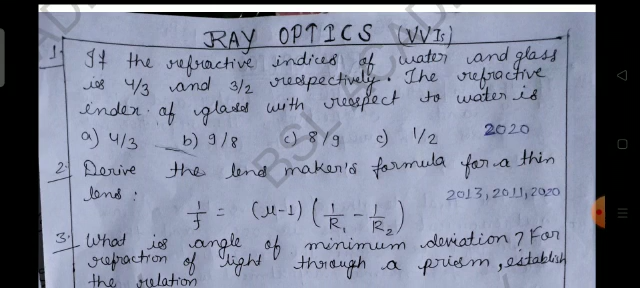 RAY OPTICS (VVIs)
1. If the refractive indices of water and glass
is 4/3 and 3/2 respectively. The refractive
index of glass with respect to water is
a) 4/3 b) 9/8 c) 8/9 c) 1/2 2020
2. Derive the lens maker's formula for a thin
lens: 2013, 2011, 2020
1/f = (μ-1) (1/R₁ - 1/R₂)
3. What is angle of minimum deviation? For
refraction of light through a prism, establish
the relation